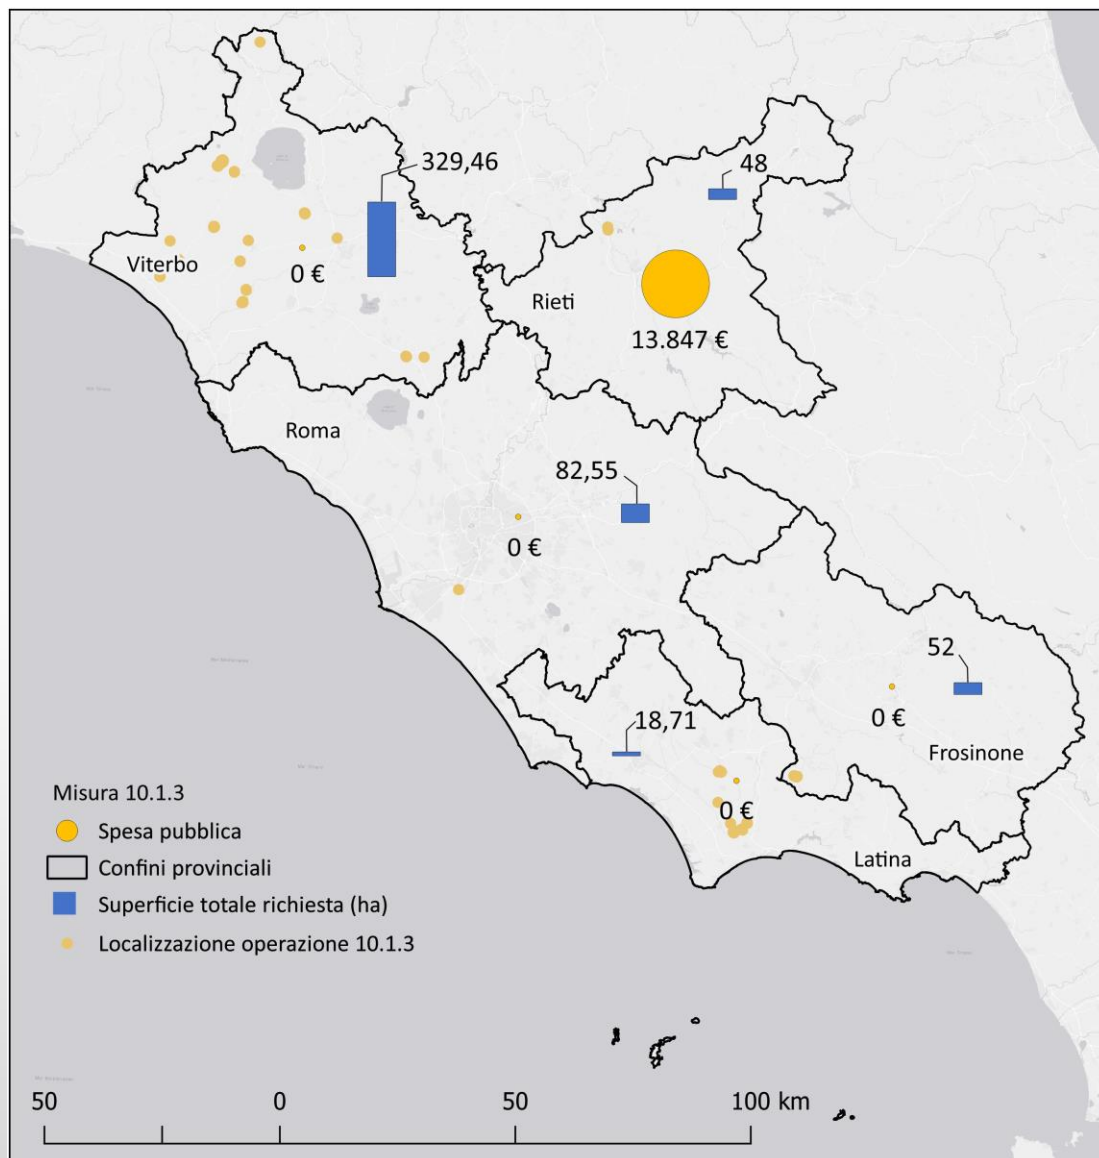 329,46
48
Viterbo
0 €
Rieti
13.847 €
Roma
82,55
0 €
52
18,71
0 €
Frosinone
0 €
Latina
Misura 10.1.3
Spesa pubblica
Confini provinciali
Superficie totale richiesta (ha)
Localizzazione operazione 10.1.3
50 0 50 100 km